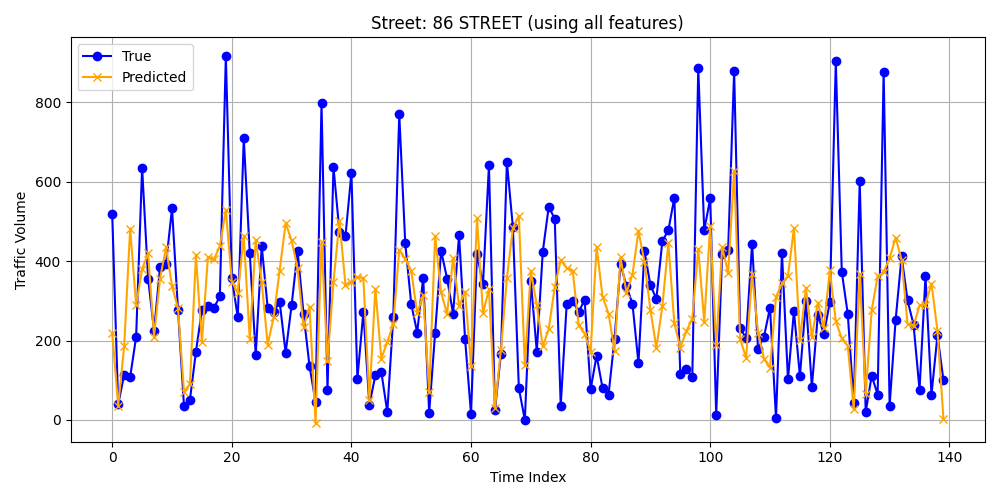 Street: 86 STREET (using all features)
True
Predicted
Traffic Volume
800
600
400
200
0
0 20 40 60 80 100 120 140
Time Index